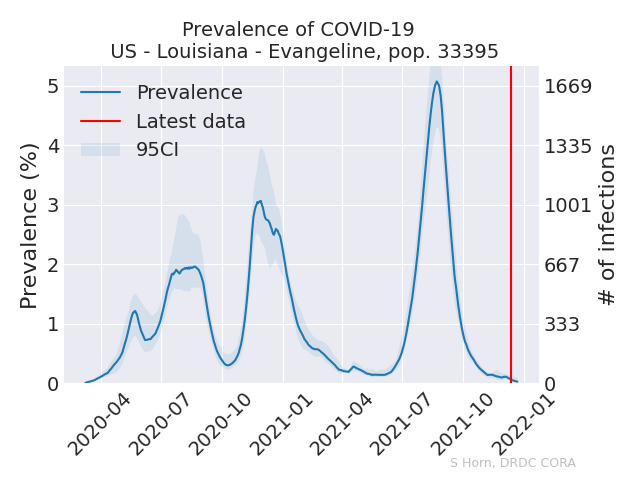 Prevalence of COVID-19
US - Louisiana - Evangeline, pop. 33395
Prevalence
Latest data
95CI
Prevalence (%)
5
4
3
2
1
0
1669
1335
1001
667
333
0
# of infections
2020-04
2020-07
2020-10
2021-01
2021-04
2021-07
2021-10
2022-01
S Horn, DRDC CORA